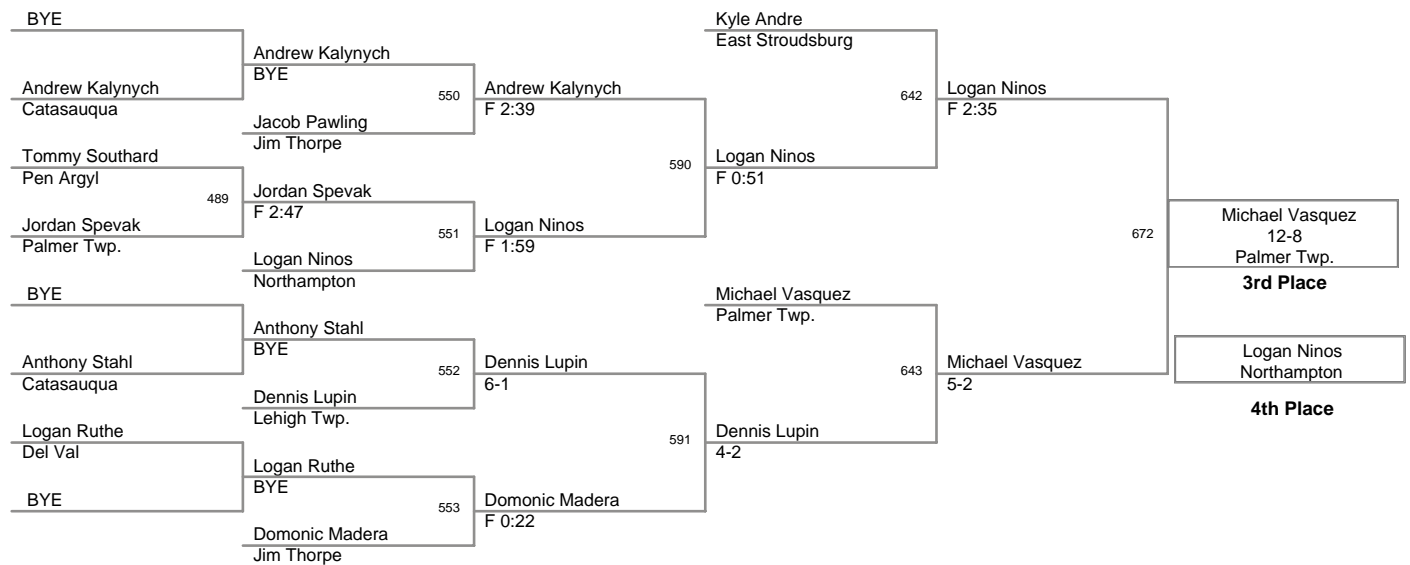 BYE
Andrew Kalynych
Catasauqua
Tommy Southard
Pen Argyl
489
Jordan Spevak
Palmer Twp.
BYE
Anthony Stahl
Catasauqua
Logan Ruthe
Del Val
BYE
Andrew Kalynych
BYE
550
Jacob Pawling
Jim Thorpe
Jordan Spevak
F 2:47
551
Logan Ninos
Northampton
Anthony Stahl
BYE
552
Dennis Lupin
Lehigh Twp.
Logan Ruthe
BYE
553
Domonic Madera
Jim Thorpe
Andrew Kalynych
F 2:39
590
Logan Ninos
F 1:59
Dennis Lupin
6-1
591
Domonic Madera
F 0:22
Kyle Andre
East Stroudsburg
642
Logan Ninos
F 0:51
Michael Vasquez
Palmer Twp.
643
Dennis Lupin
4-2
Logan Ninos
F 2:35
672
Michael Vasquez
5-2
Michael Vasquez
12-8
Palmer Twp.
3rd Place
Logan Ninos
Northampton
4th Place